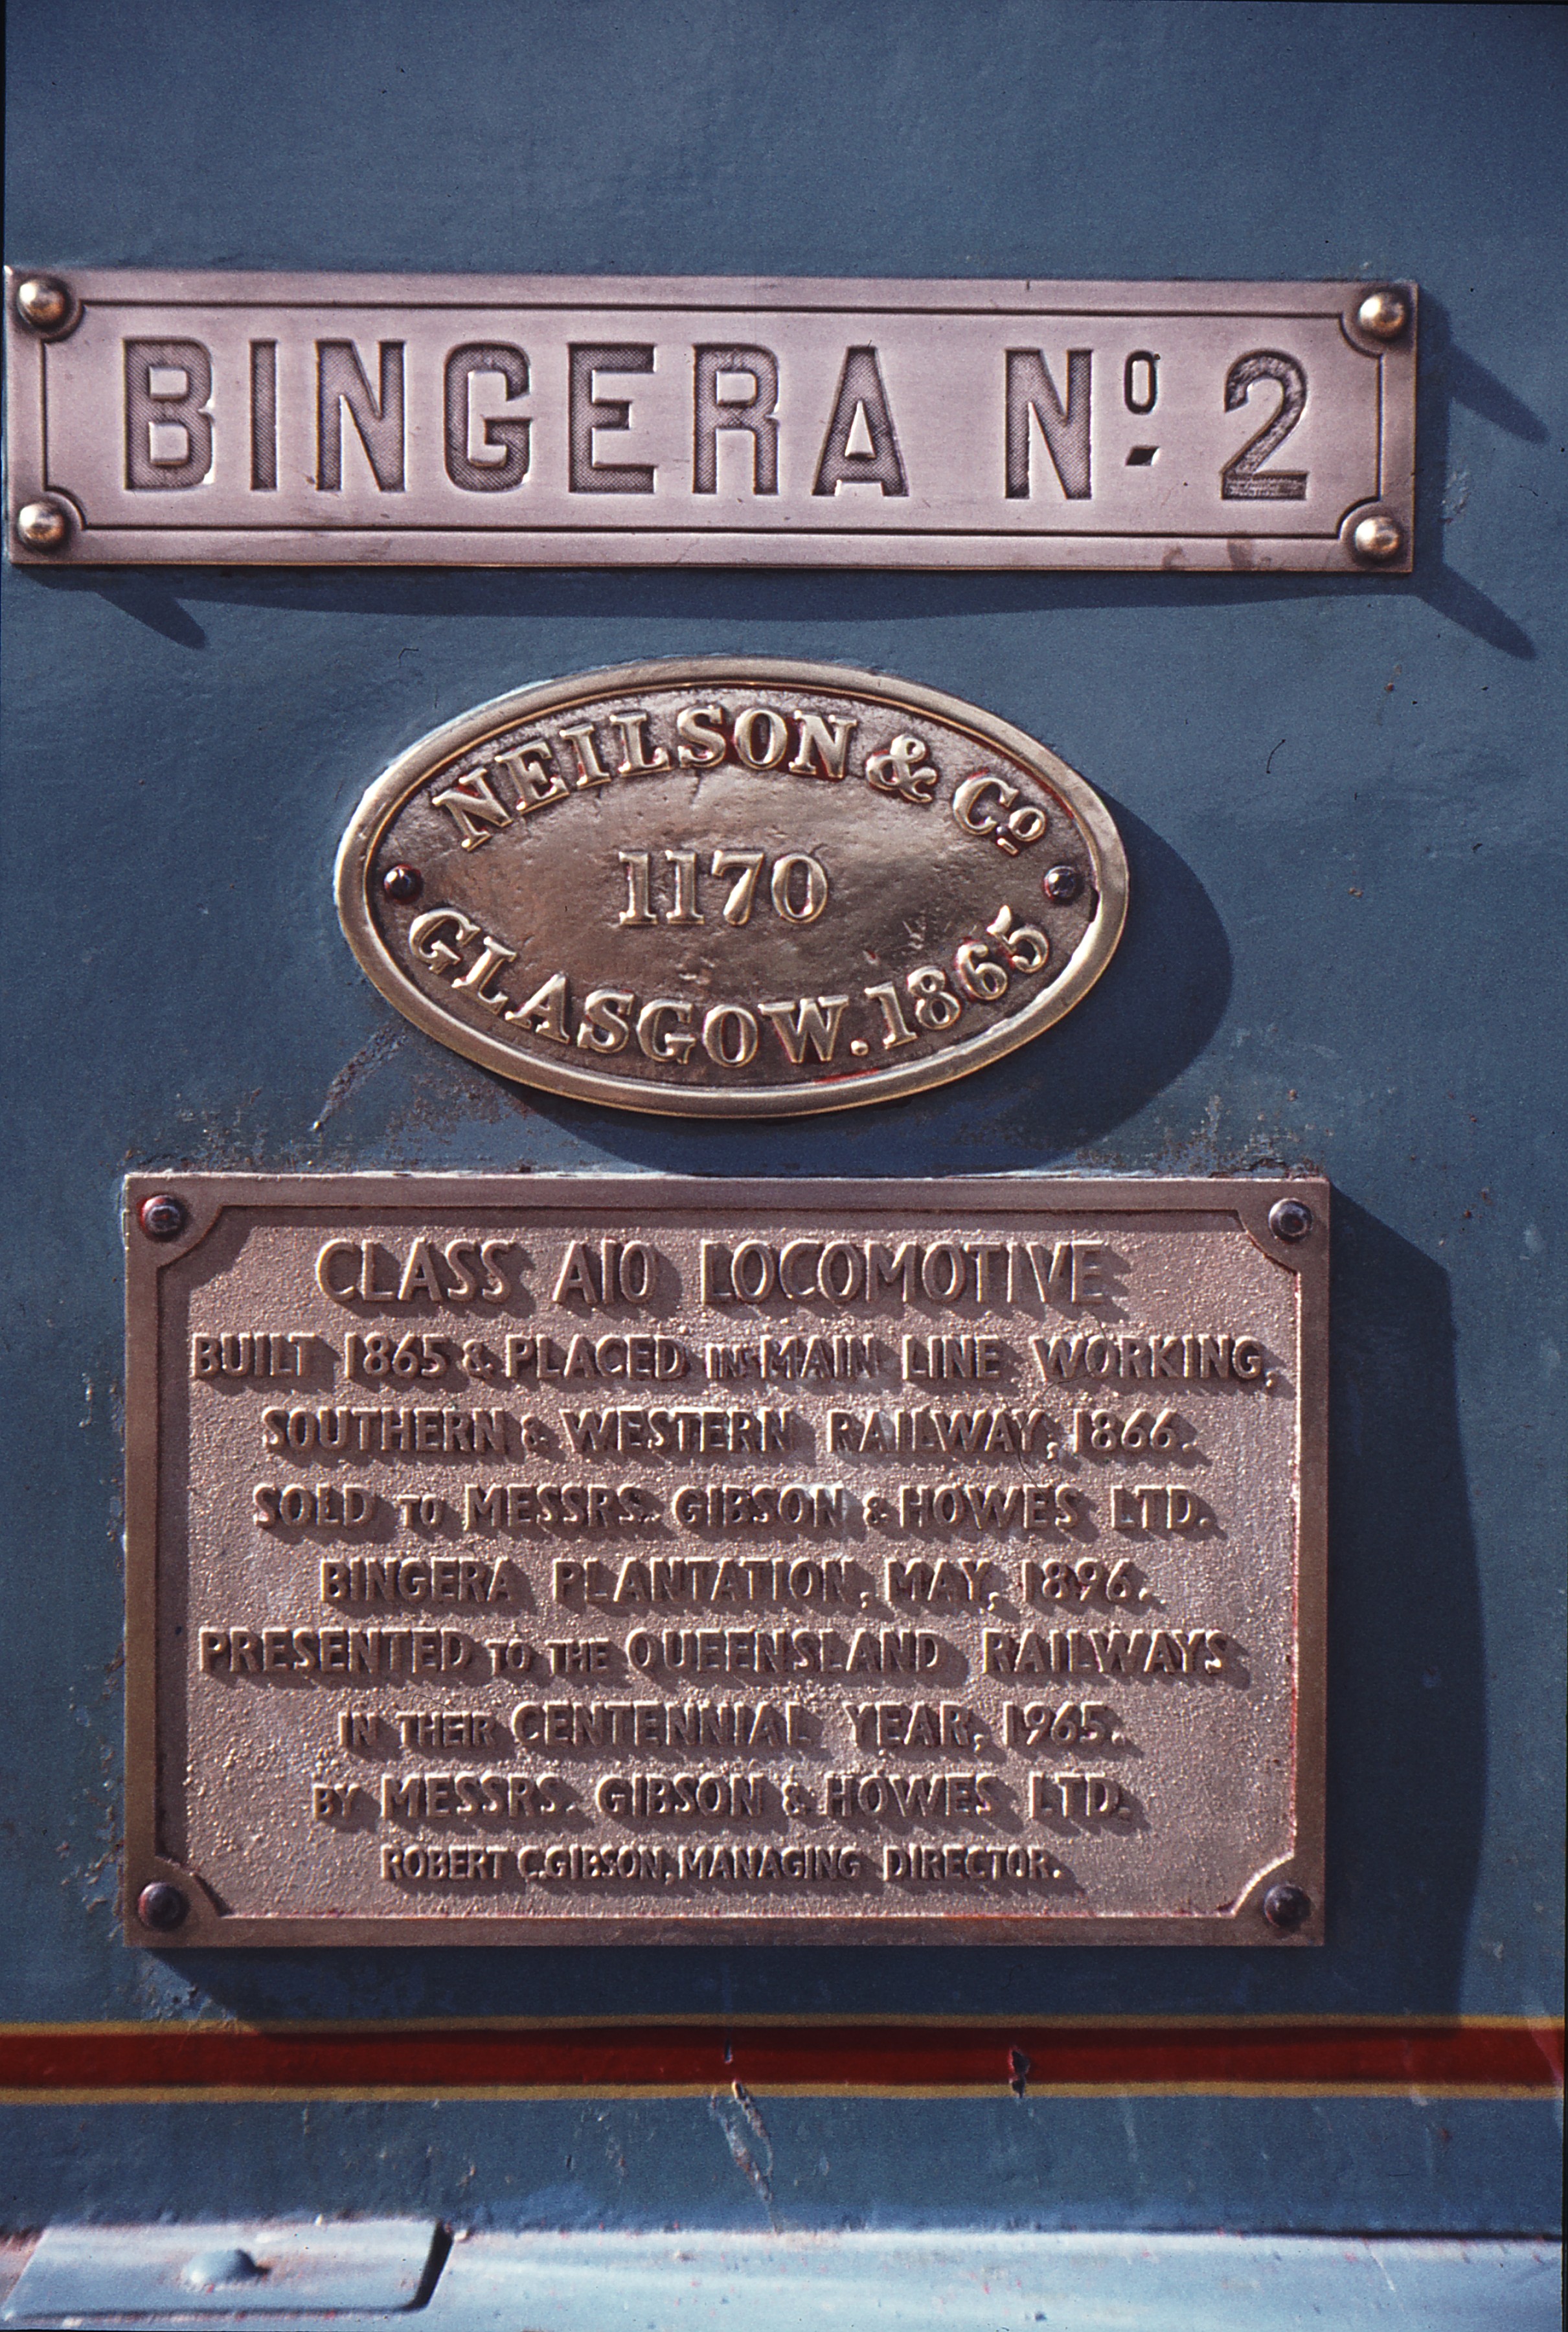 BINGERA Nº 2
NEILSON & Cº
1170
GLASGOW. 1865
CLASS A10 LOCOMOTIVE
BUILT 1865 & PLACED IN MAIN LINE WORKING,
SOUTHERN & WESTERN RAILWAY, 1866.
SOLD TO MESSRS. GIBSON & HOWES LTD.
BINGERA PLANTATION, MAY, 1896.
PRESENTED TO THE QUEENSLAND RAILWAYS
IN THEIR CENTENNIAL YEAR, 1965.
BY MESSRS. GIBSON & HOWES LTD.
ROBERT C.GIBSON, MANAGING DIRECTOR.